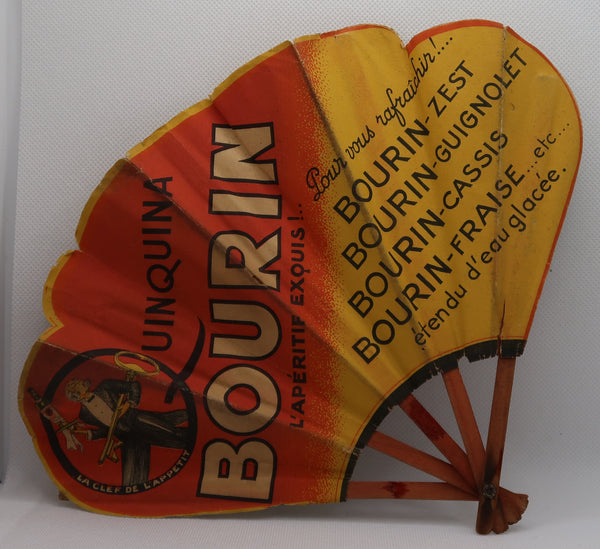 QUINQUINA
BOURIN
L'APÉRITIF EXQUIS!..
LA CLEF DE L'APPÉTIT
Pour vous rafraîchir!....
BOURIN-ZEST
BOURIN-GUIGNOLET
BOURIN-CASSIS
BOURIN-FRAISE...etc....
étendu d'eau glacée.